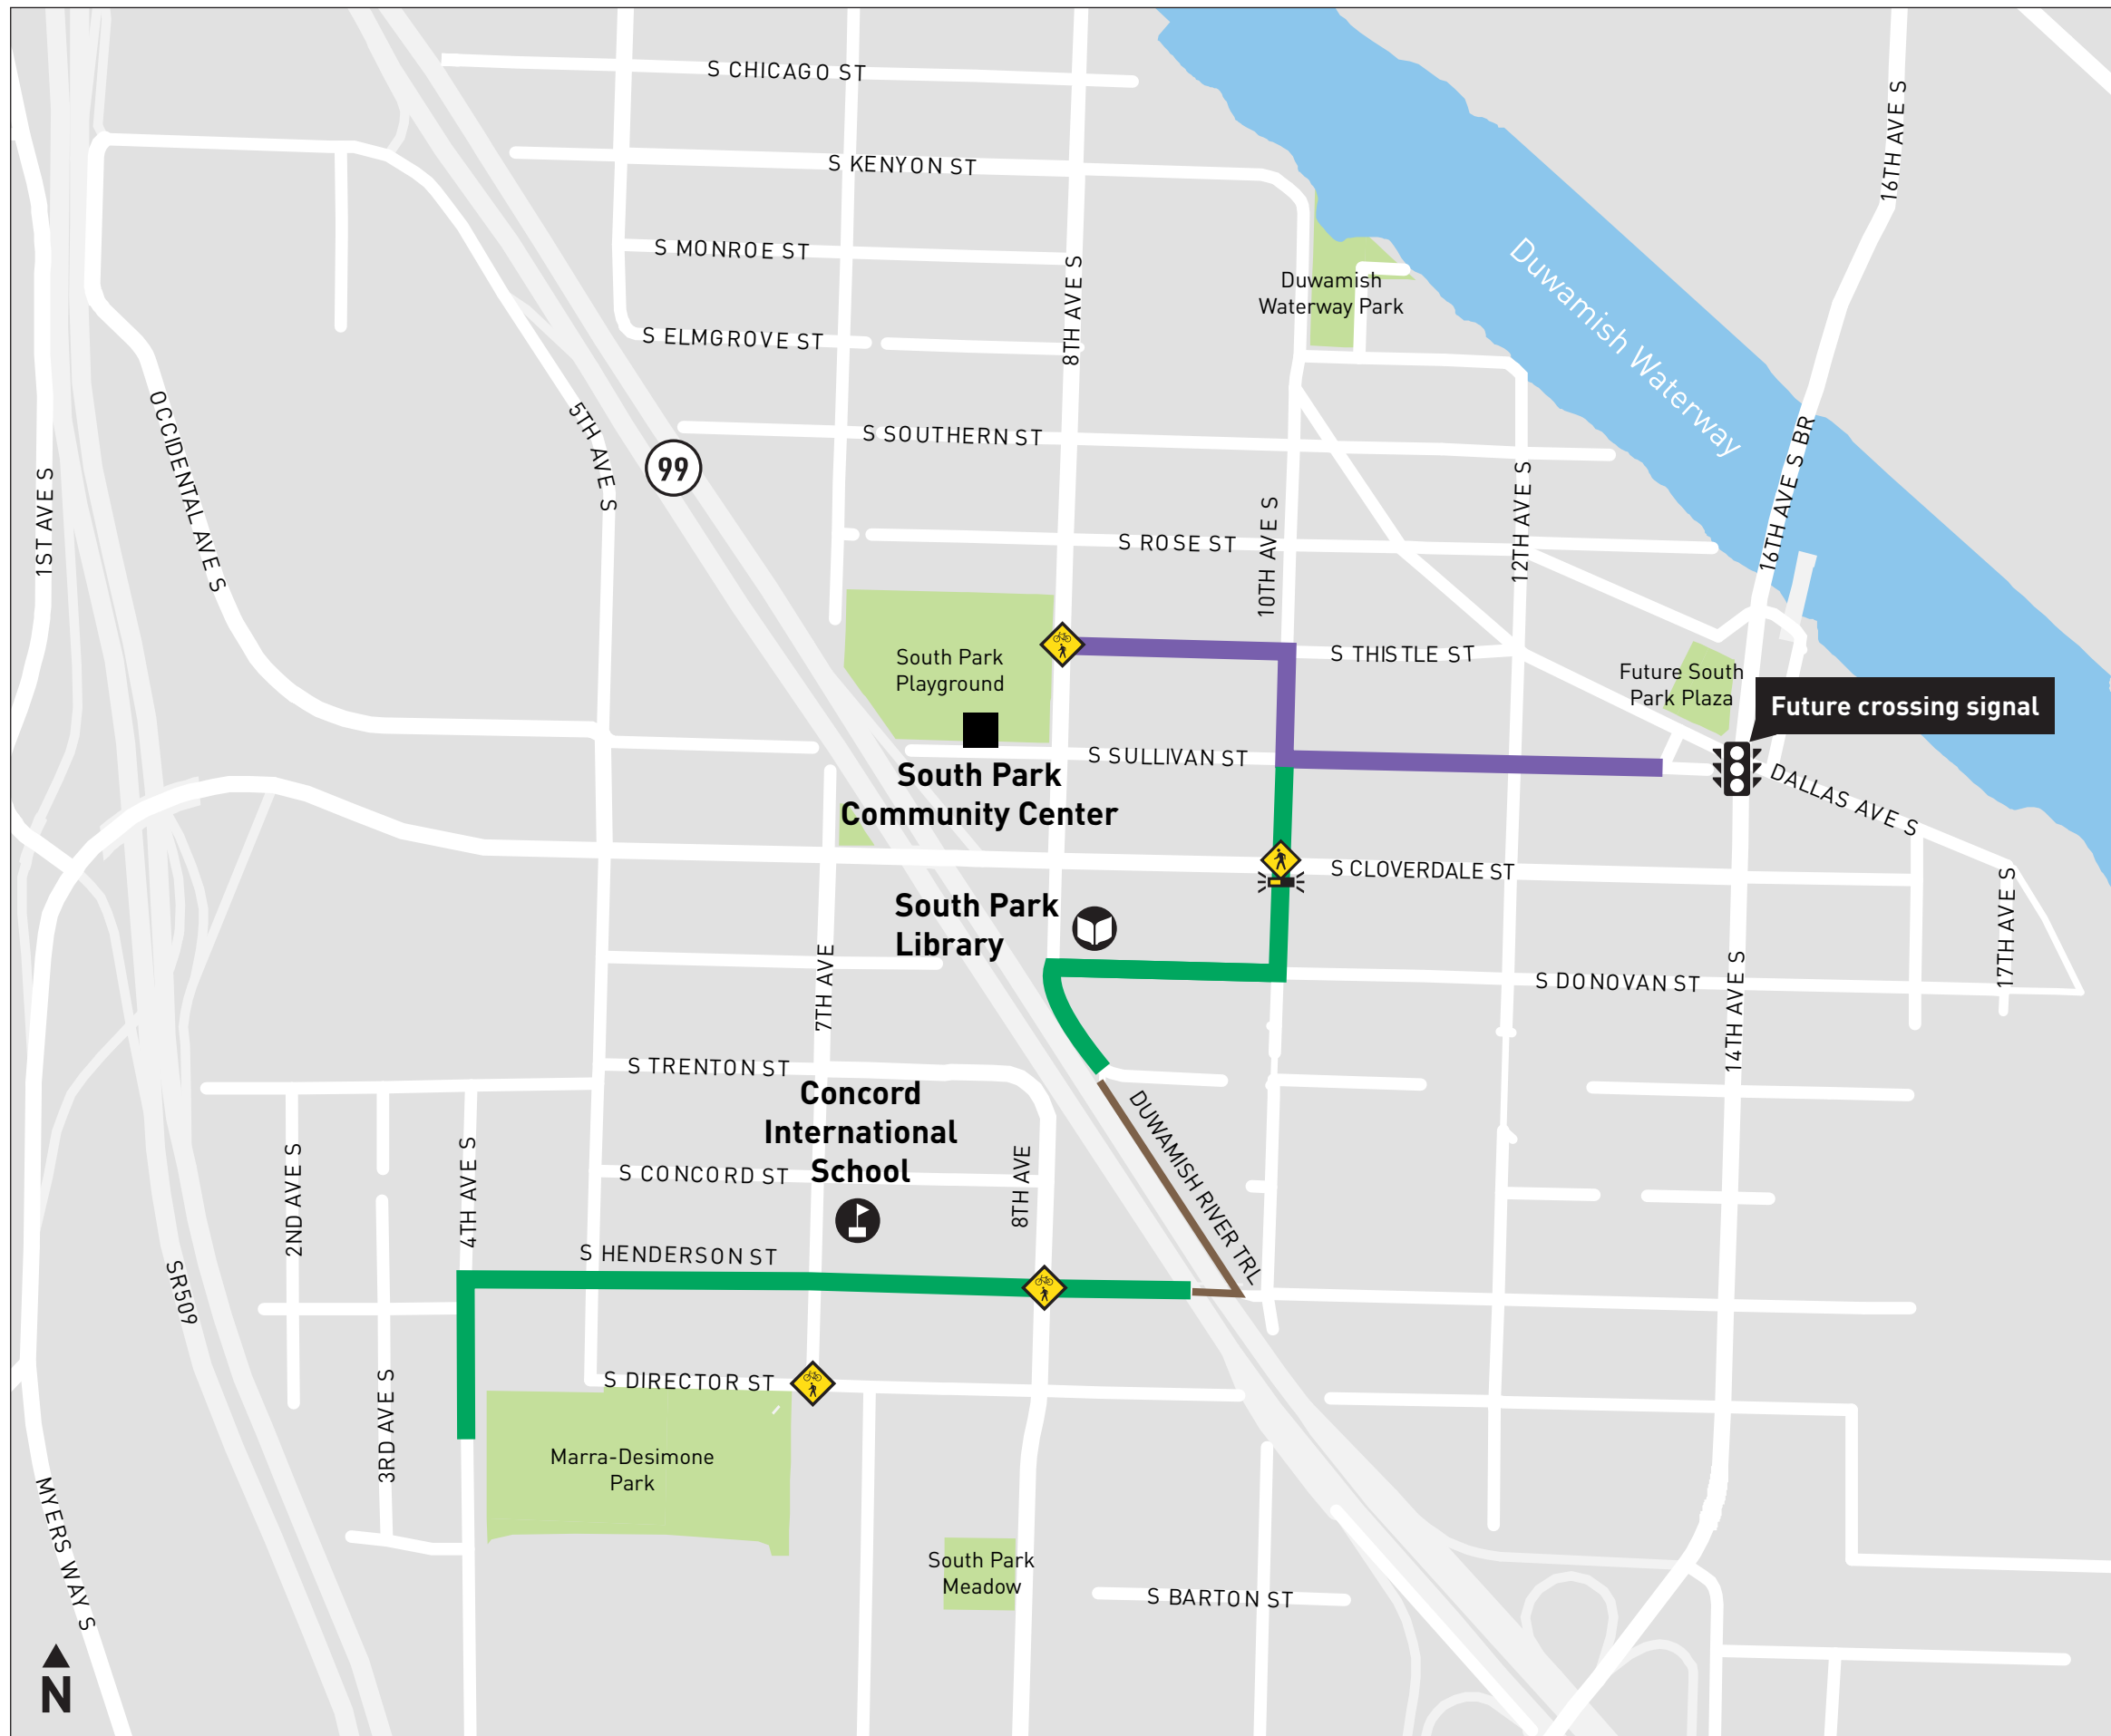 S CHICAGO ST
16TH AVE S
S KENYON ST
S MONROE ST
8TH AVE S
Duwamish
Waterway Park
Duwamish Waterway
S ELMGROVE ST
OCCIDENTAL AVE S
5TH AVE S
99
S SOUTHERN ST
16TH AVE S BR
1ST AVE S
10TH AVE S
12TH AVE S
S ROSE ST
South Park
Playground
S THISTLE ST
Future South
Park Plaza
Future crossing signal
S SULLIVAN ST
South Park
Community Center
DALLAS AVE S
S CLOVERDALE ST
South Park
Library
7TH AVE
17TH AVE S
S DONOVAN ST
14TH AVE S
S TRENTON ST
Concord
International
School
DUWAMISH RIVER TRL
2ND AVE S
4TH AVE S
S CONCORD ST
8TH AVE
S HENDERSON ST
SR509
3RD AVE S
S DIRECTOR ST
Marra-Desimone
Park
MYERS WAY S
South Park
Meadow
S BARTON ST
N